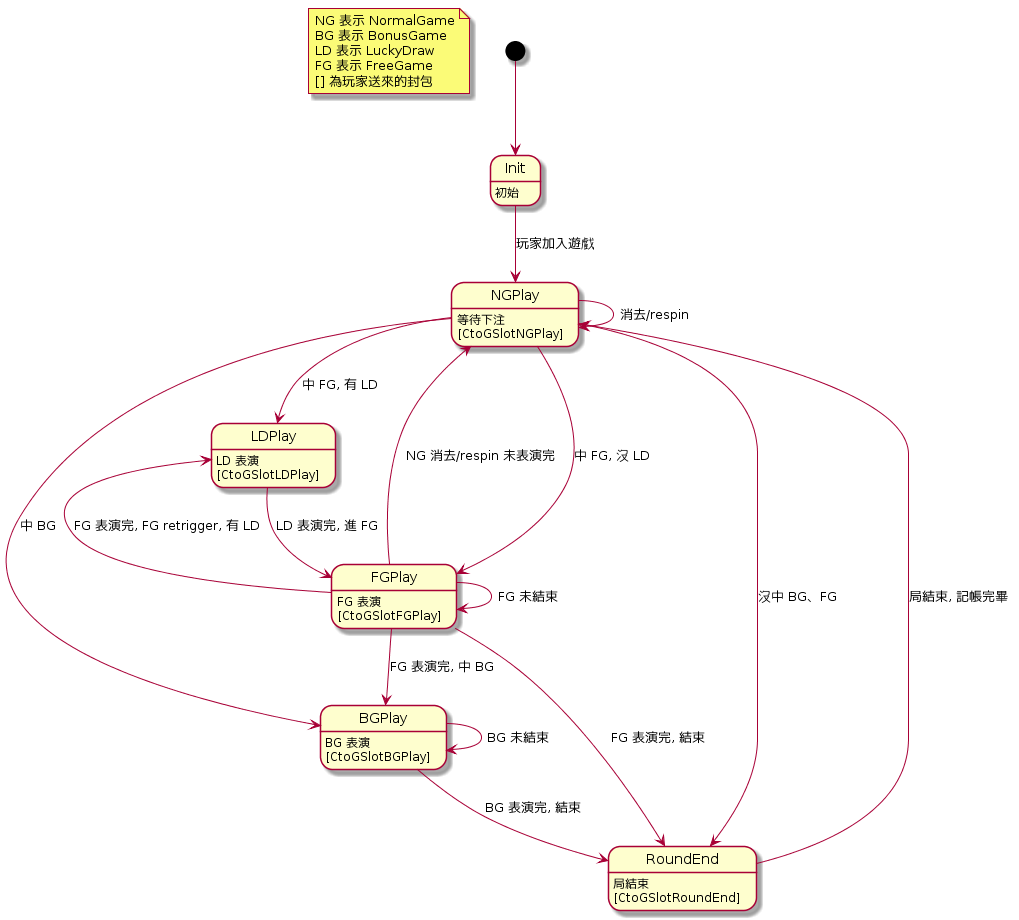 NG 表示 NormalGame
BG 表示 BonusGame
LD 表示 LuckyDraw
FG 表示 FreeGame
[] 為玩家送來的封包
Init
初始
玩家加入遊戲
NGPlay
等待下注
[CtoGSlotNGPlay]
消去/respin
中 FG, 有 LD
LDPlay
LD 表演
[CtoGSlotLDPlay]
NG 消去/respin 未表演完
中 FG, 沒 LD
中 BG
FG 表演完, FG retrigger, 有 LD
LD 表演完, 進 FG
FGPlay
FG 表演
[CtoGSlotFGPlay]
FG 未結束
沒中 BG、FG
局結束, 記帳完畢
FG 表演完, 中 BG
BGPlay
BG 表演
[CtoGSlotBGPlay]
BG 未結束
FG 表演完, 結束
BG 表演完, 結束
RoundEnd
局結束
[CtoGSlotRoundEnd]